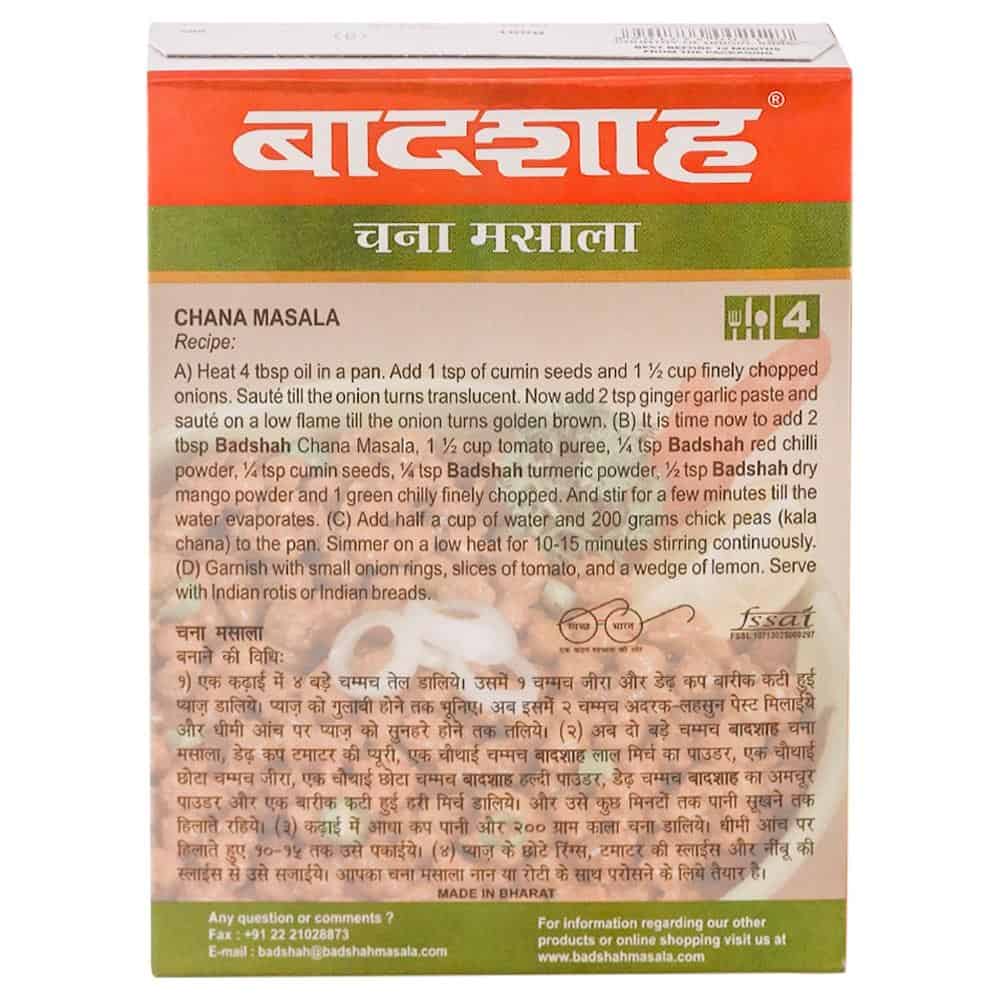 BEST BEFORE 12 MONTHS
FROM THE PACKAGING
बादशाह®
चना मसाला
CHANA MASALA
4
Recipe:
A) Heat 4 tbsp oil in a pan. Add 1 tsp of cumin seeds and 1 ½ cup finely chopped
onions. Sauté till the onion turns translucent. Now add 2 tsp ginger garlic paste and
sauté on a low flame till the onion turns golden brown. (B) It is time now to add 2
tbsp Badshah Chana Masala, 1 ½ cup tomato puree, ¼ tsp Badshah red chilli
powder, ¼ tsp cumin seeds, ¼ tsp Badshah turmeric powder, ½ tsp Badshah dry
mango powder and 1 green chilly finely chopped. And stir for a few minutes till the
water evaporates. (C) Add half a cup of water and 200 grams chick peas (kala
chana) to the pan. Simmer on a low heat for 10-15 minutes stirring continuously.
(D) Garnish with small onion rings, slices of tomato, and a wedge of lemon. Serve
with Indian rotis or Indian breads.
स्वच्छ भारत
एक कदम स्वच्छता की ओर
fssai
चना मसाला
बनाने की विधिः
१) एक कढ़ाई में ४ बड़े चम्मच तेल डालिये। उसमें १ चम्मच जीरा और डेढ़ कप बारीक कटी हुई
प्याज़ डालिये। प्याज़ को गुलाबी होने तक भूनिए। अब इसमें २ चम्मच अदरक-लहसुन पेस्ट मिलाईये
और धीमी आंच पर प्याज़ को सुनहरे होने तक तलिये। (२) अब दो बड़े चम्मच बादशाह चना
मसाला, डेढ़ कप टमाटर की प्यूरी, एक चौथाई चम्मच बादशाह लाल मिर्च का पाउडर, एक चौथाई
छोटा चम्मच जीरा, एक चौथाई छोटा चम्मच बादशाह हल्दी पाउडर, डेढ़ चम्मच बादशाह का अमचूर
पाउडर और एक बारीक कटी हुई हरी मिर्च डालिये। और उसे कुछ मिनटों तक पानी सूखने तक
हिलाते रहिये। (३) कढ़ाई में आधा कप पानी और २०० ग्राम काला चना डालिये। धीमी आंच पर
हिलाते हुए १०-१५ तक उसे पकाईये। (४) प्याज़ के छोटे रिंग्स, टमाटर की स्लाईस और नींबू की
स्लाईस से उसे सजाईये। आपका चना मसाला नान या रोटी के साथ परोसने के लिये तैयार है।
MADE IN BHARAT
Any question or comments ?
Fax : +91 22 21028873
E-mail : badshah@badshahmasala.com
For information regarding our other
products or online shopping visit us at
www.badshahmasala.com